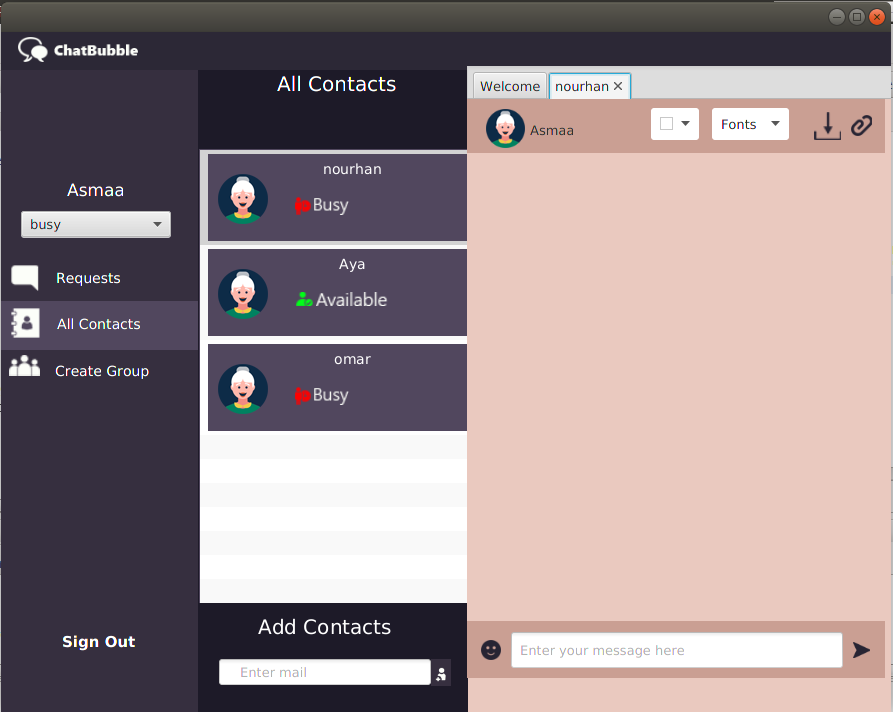 ChatBubble
Asmaa
busy
Requests
All Contacts
Create Group
Sign Out
All Contacts
nourhan
Busy
Aya
Available
omar
Busy
Add Contacts
Enter mail
Welcome
nourhan
Asmaa
Fonts
Enter your message here